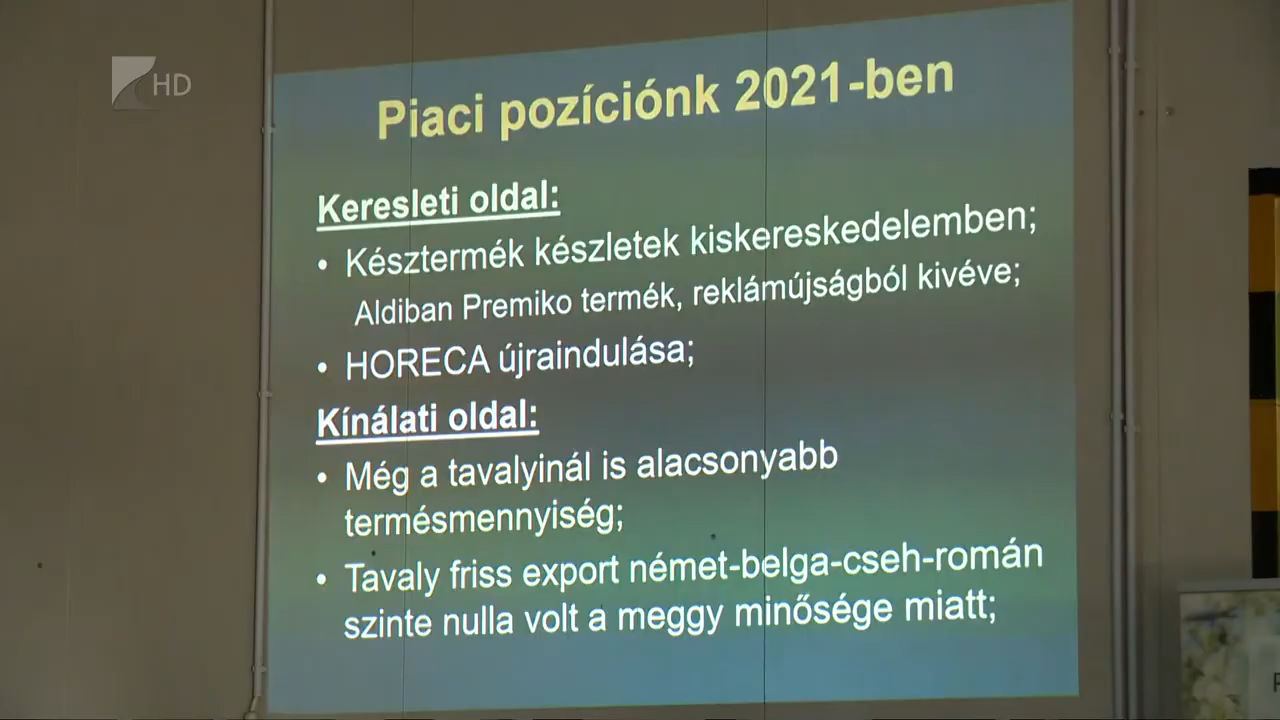 HD
Piaci pozíciónk 2021-ben
Keresleti oldal:
• Késztermék készletek kiskereskedelemben;
Aldiban Premiko termék, reklámújságból kivéve;
• HORECA újraindulása;
Kínálati oldal:
• Még a tavalyinál is alacsonyabb
termésmennyiség;
• Tavaly friss export német-belga-cseh-román
szinte nulla volt a meggy minősége miatt;